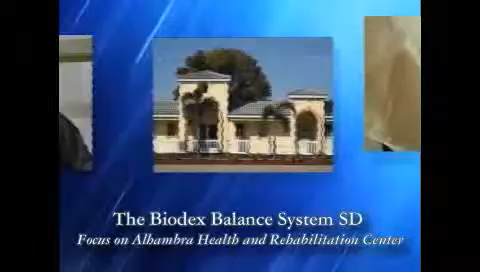 The Biodex Balance System SD
Focus on Alhambra Health and Rehabilitation Center